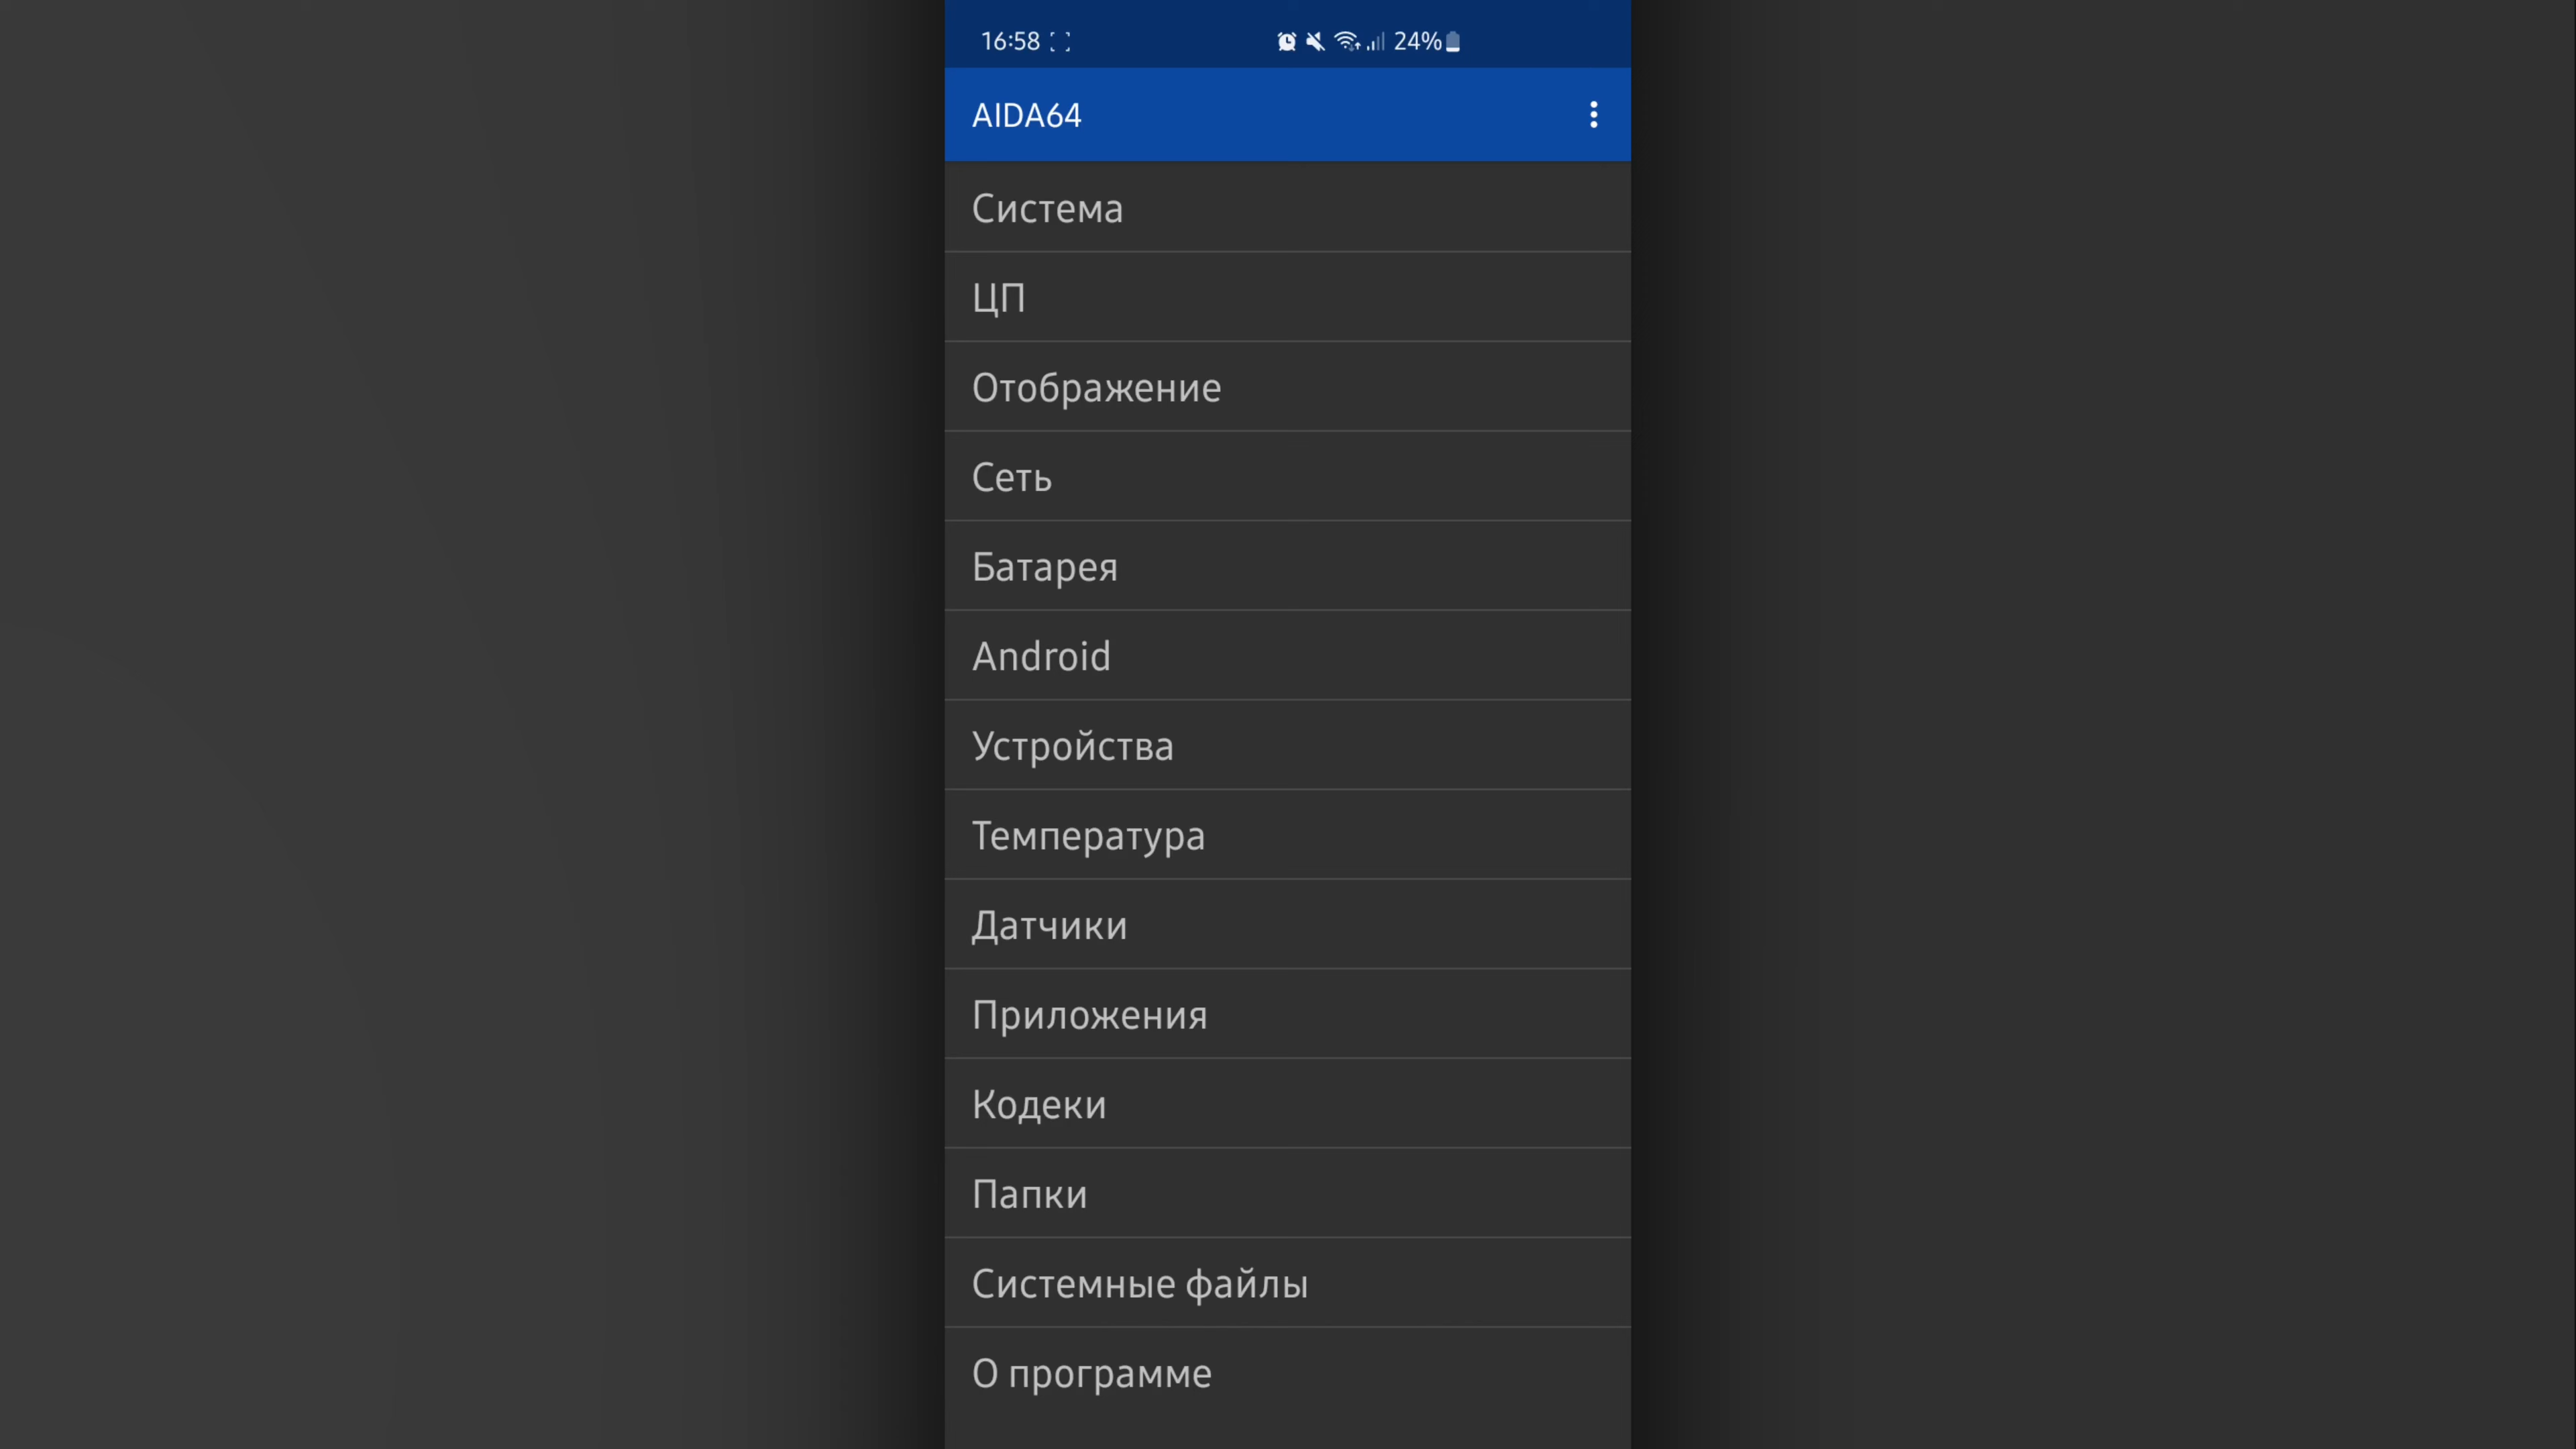 16:58 24%
AIDA64
Система
ЦП
Отображение
Сеть
Батарея
Android
Устройства
Температура
Датчики
Приложения
Кодеки
Папки
Системные файлы
О программе